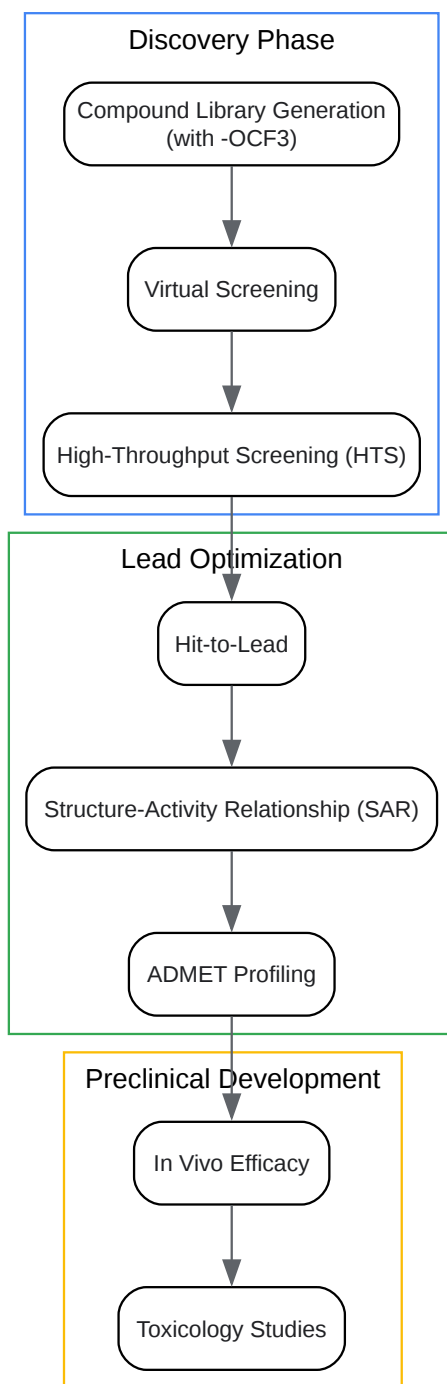 Discovery Phase
Compound Library Generation
(with -OCF3)
Virtual Screening
High-Throughput Screening (HTS)
Lead Optimization
Hit-to-Lead
Structure-Activity Relationship (SAR)
ADMET Profiling
Preclinical Development
In Vivo Efficacy
Toxicology Studies